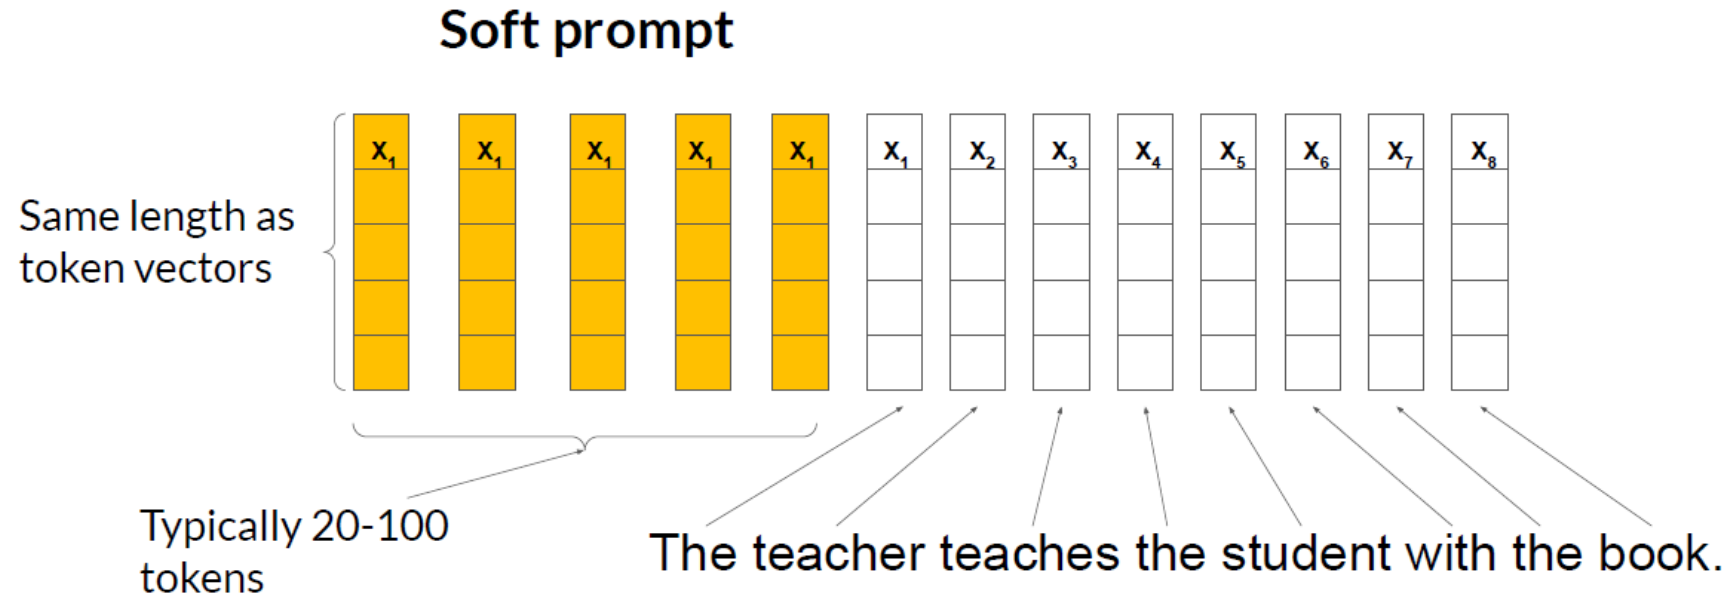 Soft prompt
x₁ x₁ x₁ x₁ x₁ x₁ x₂ x₃ x₄ x₅ x₆ x₇ x₈
Same length as
token vectors
Typically 20-100
tokens
The teacher teaches the student with the book.